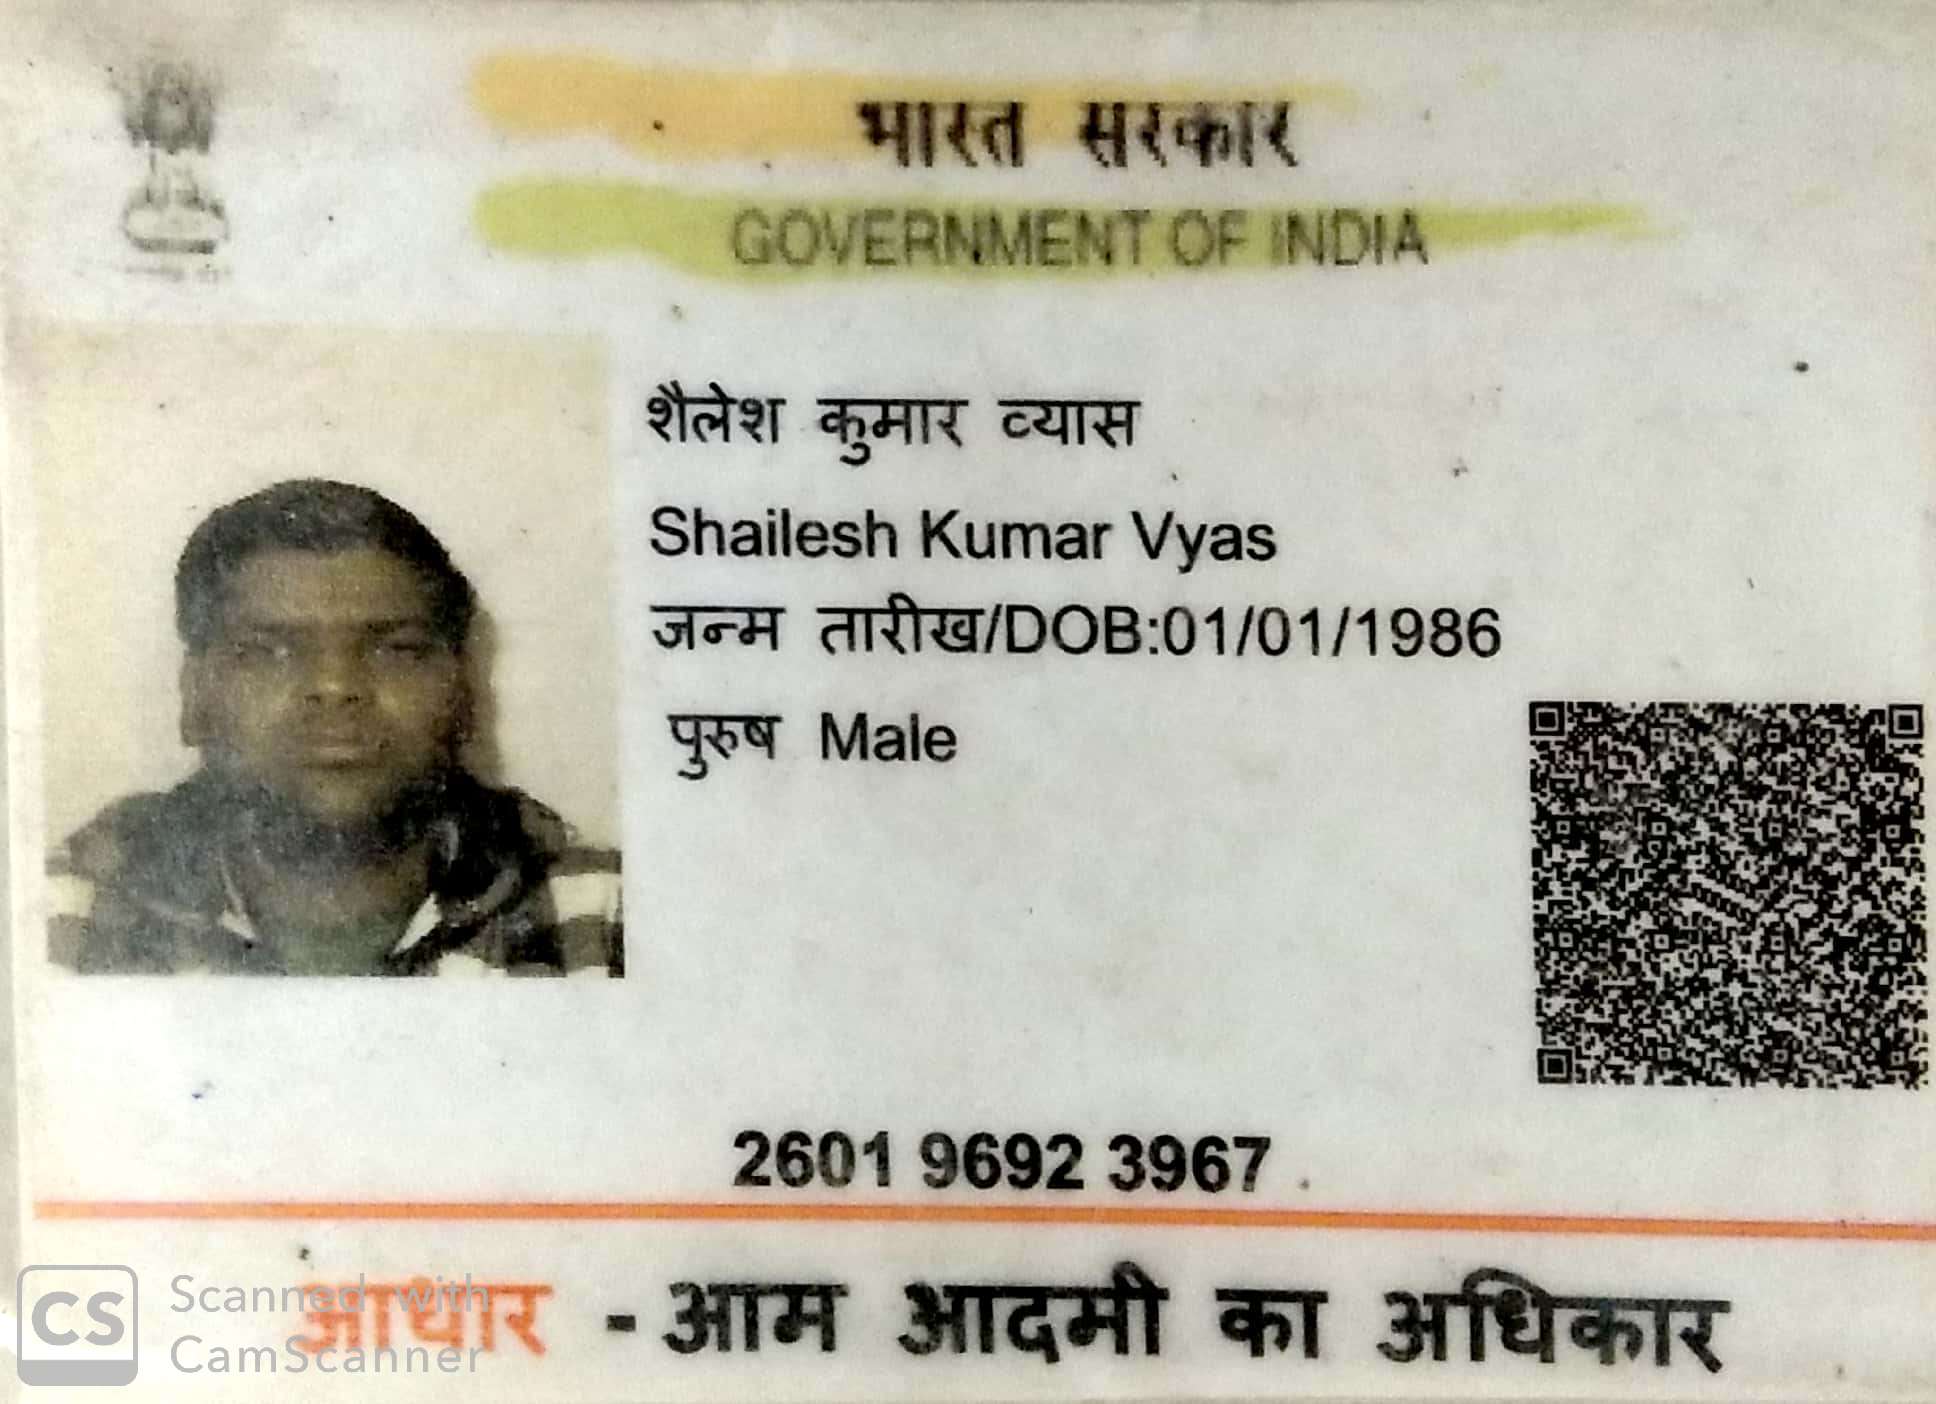 भारत सरकार
GOVERNMENT OF INDIA
शैलेश कुमार व्यास
Shailesh Kumar Vyas
जन्म तारीख/DOB:01/01/1986
पुरुष Male
2601 9692 3967
आधार - आम आदमी का अधिकार
CS Scanned with
CamScanner